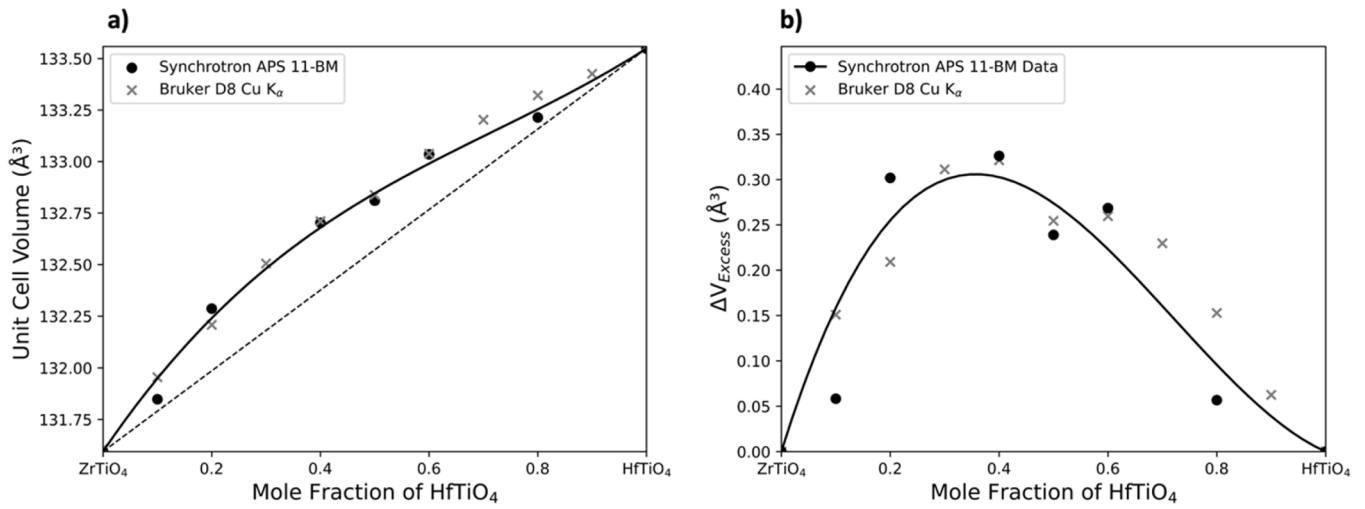 a)
Synchrotron APS 11-BM
Bruker D8 Cu Kα
133.50
133.25
133.00
132.75
132.50
132.25
132.00
131.75
Unit Cell Volume (Å³)
ZrTiO₄ 0.2 0.4 0.6 0.8 HfTiO₄
Mole Fraction of HfTiO₄
b)
Synchrotron APS 11-BM Data
Bruker D8 Cu Kα
0.40
0.35
0.30
0.25
0.20
0.15
0.10
0.05
0.00
ΔV_Excess (Å³)
ZrTiO₄ 0.2 0.4 0.6 0.8 HfTiO₄
Mole Fraction of HfTiO₄